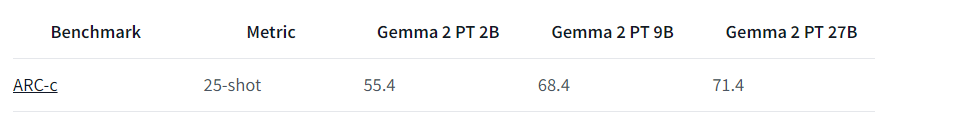 Benchmark Metric Gemma 2 PT 2B Gemma 2 PT 9B Gemma 2 PT 27B
ARC-c 25-shot 55.4 68.4 71.4